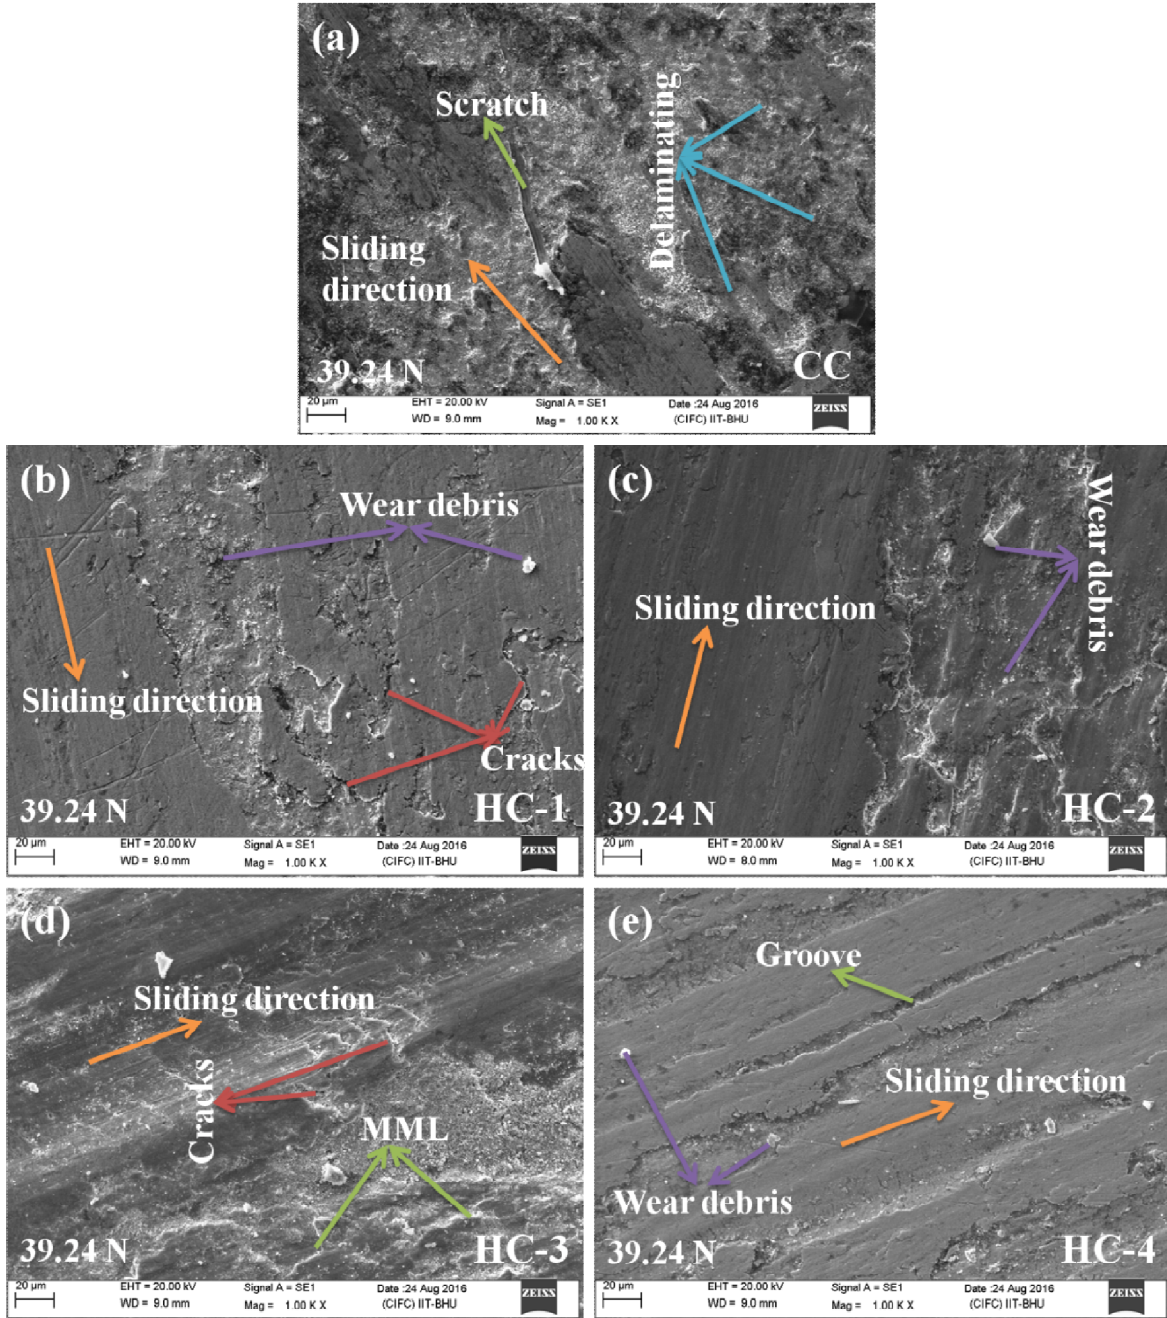 (a)
Scratch
Delaminating
Sliding
direction
39.24 N
CC
20 µm
EHT = 20.00 kV
Signal A = SE1
Date :24 Aug 2016
WD = 9.0 mm
Mag = 1.00 K X
(CIFC) IIT-BHU
ZEISS
(b)
Wear debris
Sliding direction
Cracks
39.24 N
HC-1
20 µm
EHT = 20.00 kV
Signal A = SE1
Date :24 Aug 2016
WD = 9.0 mm
Mag = 1.00 K X
(CIFC) IIT-BHU
ZEISS
(c)
Wear debris
Sliding direction
39.24 N
HC-2
20 µm
EHT = 20.00 kV
Signal A = SE1
Date :24 Aug 2016
WD = 8.0 mm
Mag = 1.00 K X
(CIFC) IIT-BHU
ZEISS
(d)
Sliding direction
Cracks
MML
39.24 N
HC-3
20 µm
EHT = 20.00 kV
Signal A = SE1
Date :24 Aug 2016
WD = 9.0 mm
Mag = 1.00 K X
(CIFC) IIT-BHU
ZEISS
(e)
Groove
Sliding direction
Wear debris
39.24 N
HC-4
20 µm
EHT = 20.00 kV
Signal A = SE1
Date :24 Aug 2016
WD = 9.0 mm
Mag = 1.00 K X
(CIFC) IIT-BHU
ZEISS